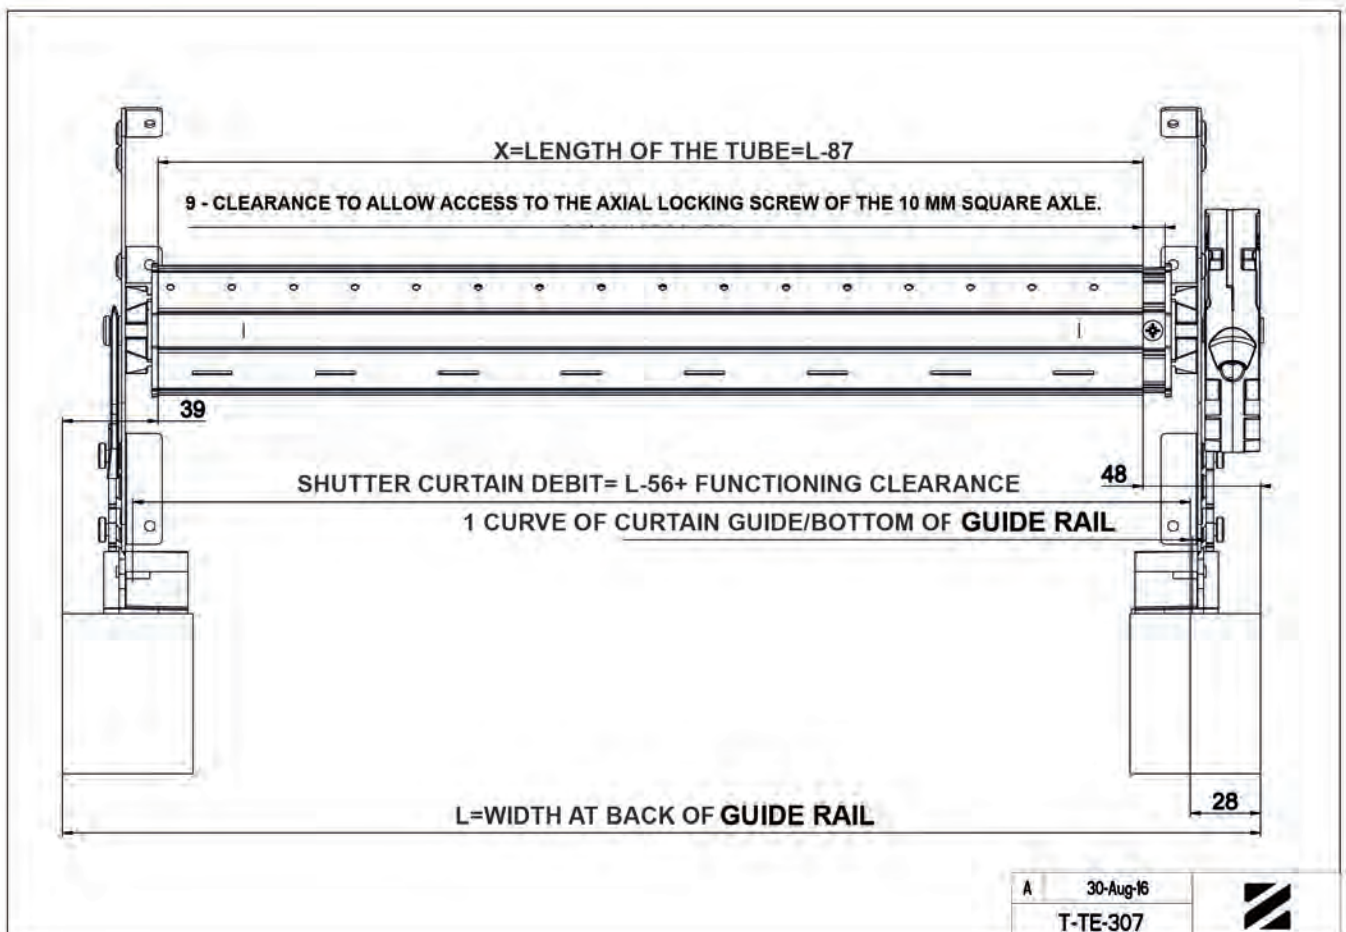 X=LENGTH OF THE TUBE=L-87
9 - CLEARANCE TO ALLOW ACCESS TO THE AXIAL LOCKING SCREW OF THE 10 MM SQUARE AXLE.
39
SHUTTER CURTAIN DEBIT= L-56+ FUNCTIONING CLEARANCE
48
1 CURVE OF CURTAIN GUIDE/BOTTOM OF GUIDE RAIL
28
L=WIDTH AT BACK OF GUIDE RAIL
A 30-Aug-16
T-TE-307